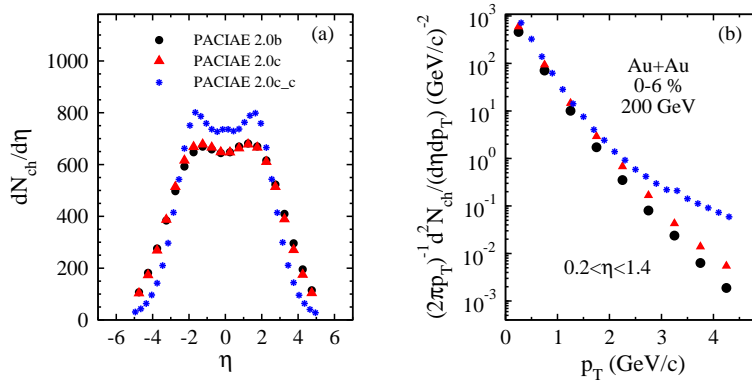 (a)
PACIAE 2.0b
PACIAE 2.0c
PACIAE 2.0c_c
dN_ch/dη
1000
800
600
400
200
0
-6 -4 -2 0 2 4 6
η
(b)
Au+Au
0-6 %
200 GeV
0.2<η<1.4
(2πp_T)^-1 d^2N_ch/(dηdp_T) (GeV/c)^-2
10^3
10^2
10^1
10^0
10^-1
10^-2
10^-3
0 1 2 3 4
p_T (GeV/c)